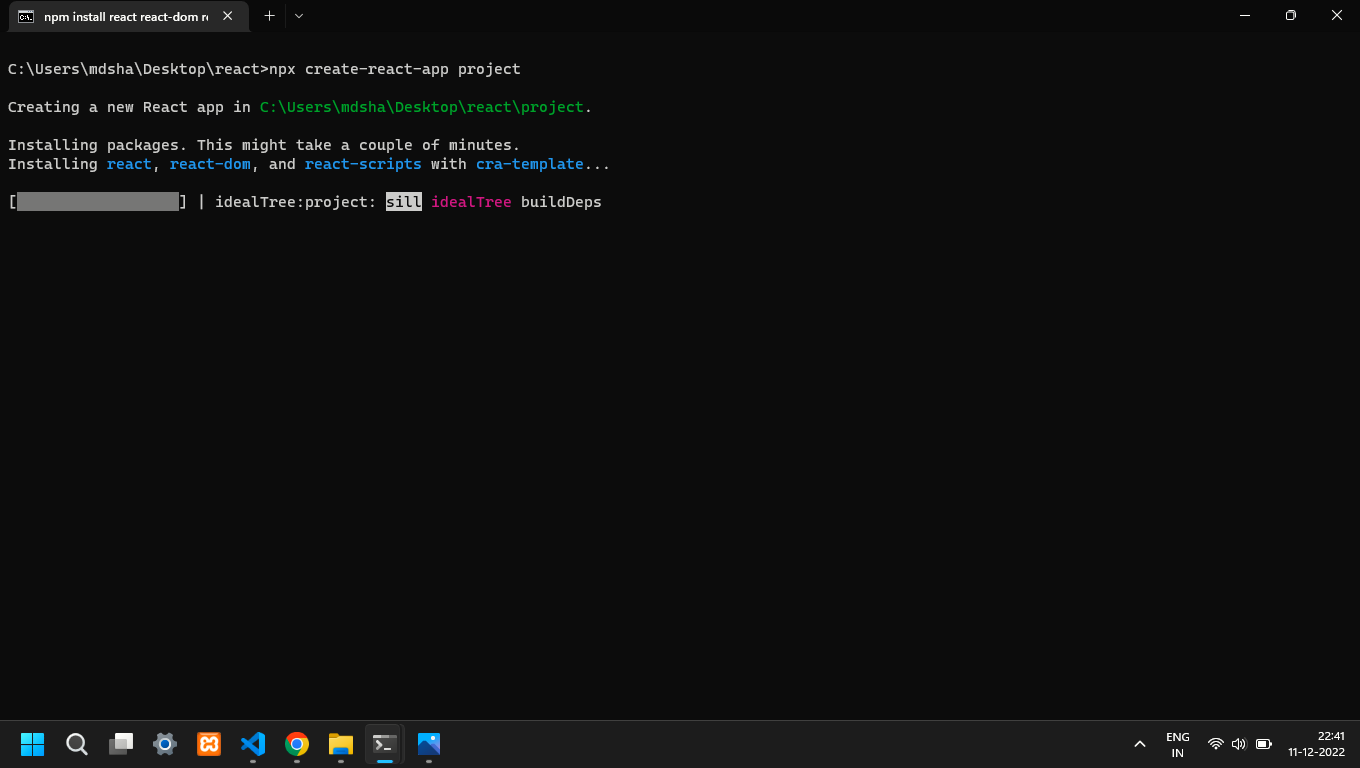 npm install react react-dom re
C:\Users\mdsha\Desktop\react>npx create-react-app project
Creating a new React app in C:\Users\mdsha\Desktop\react\project.
Installing packages. This might take a couple of minutes.
Installing react, react-dom, and react-scripts with cra-template...
[                  ] | idealTree:project: sill idealTree buildDeps
ENG
IN
22:41
11-12-2022